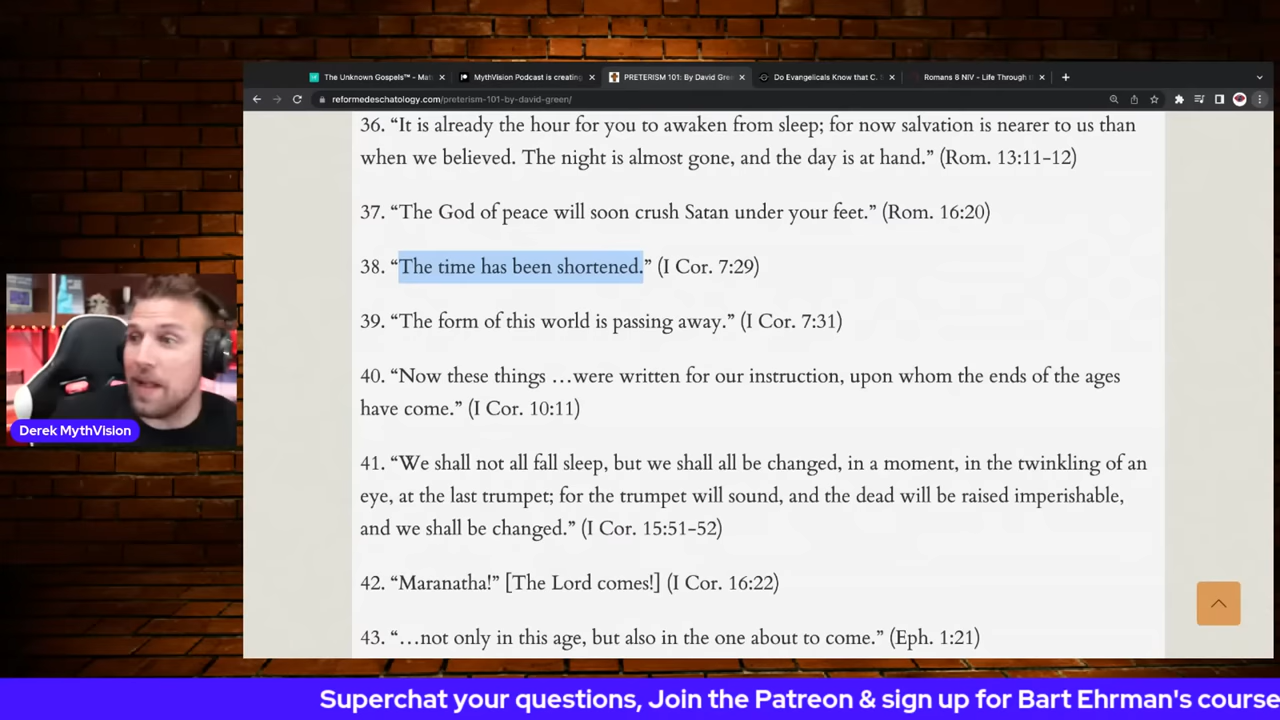 The Unknown Gospels™ - Mat
MythVision Podcast is creating
PRETERISM 101: By David Gree
Do Evangelicals Know that C. S
Romans 8 NIV - Life Through th
reformedeschatology.com/preterism-101-by-david-green/
36. “It is already the hour for you to awaken from sleep; for now salvation is nearer to us than
when we believed. The night is almost gone, and the day is at hand.” (Rom. 13:11-12)
37. “The God of peace will soon crush Satan under your feet.” (Rom. 16:20)
38. “The time has been shortened.” (I Cor. 7:29)
39. “The form of this world is passing away.” (I Cor. 7:31)
40. “Now these things …were written for our instruction, upon whom the ends of the ages
have come.” (I Cor. 10:11)
41. “We shall not all fall sleep, but we shall all be changed, in a moment, in the twinkling of an
eye, at the last trumpet; for the trumpet will sound, and the dead will be raised imperishable,
and we shall be changed.” (I Cor. 15:51-52)
42. “Maranatha!” [The Lord comes!] (I Cor. 16:22)
43. “…not only in this age, but also in the one about to come.” (Eph. 1:21)
Derek MythVision
Superchat your questions, Join the Patreon & sign up for Bart Ehrman's course